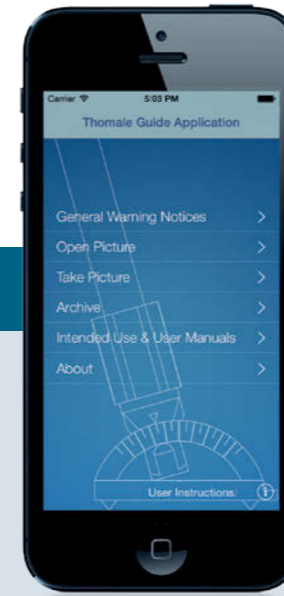 Carrier 5:03 PM
Thomale Guide Application
General Warning Notices
Open Picture
Take Picture
Archive
Intended Use & User Manuals
About
User Instructions: